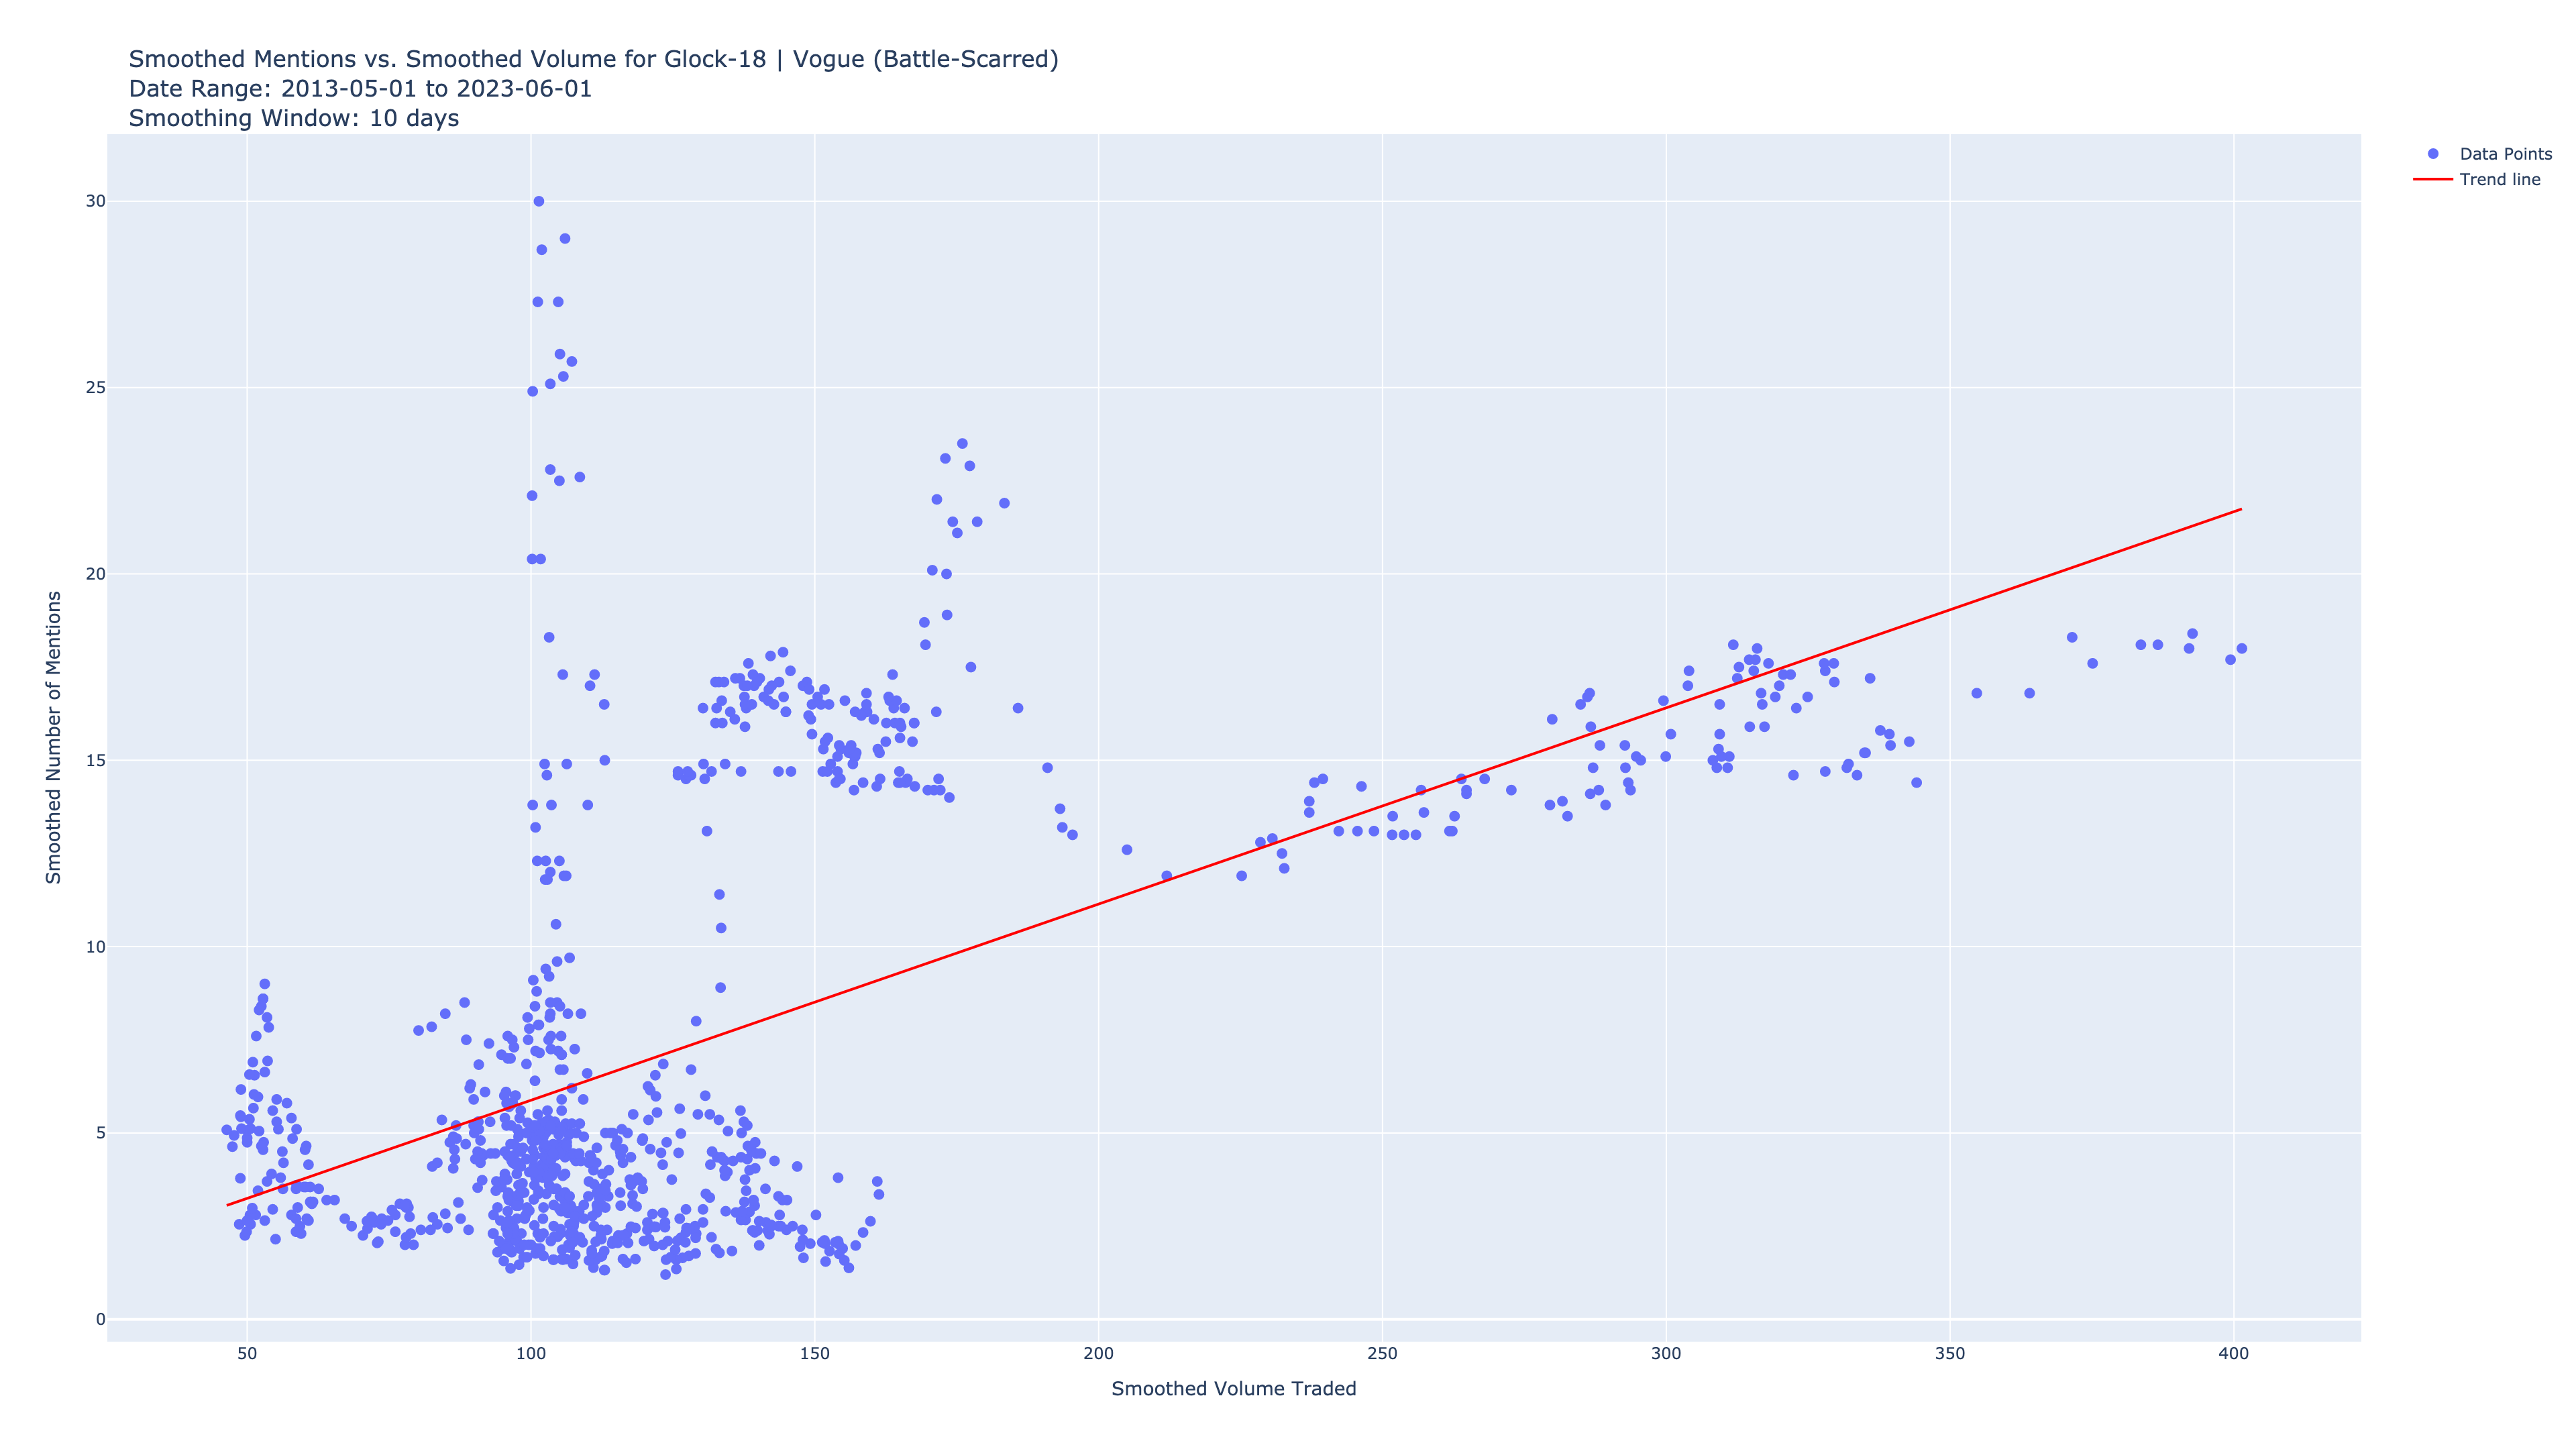 Smoothed Mentions vs. Smoothed Volume for Glock-18 | Vogue (Battle-Scarred)
Date Range: 2013-05-01 to 2023-06-01
Smoothing Window: 10 days
Data Points
Trend line
30
25
20
15
10
5
0
Smoothed Number of Mentions
50 100 150 200 250 300 350 400
Smoothed Volume Traded